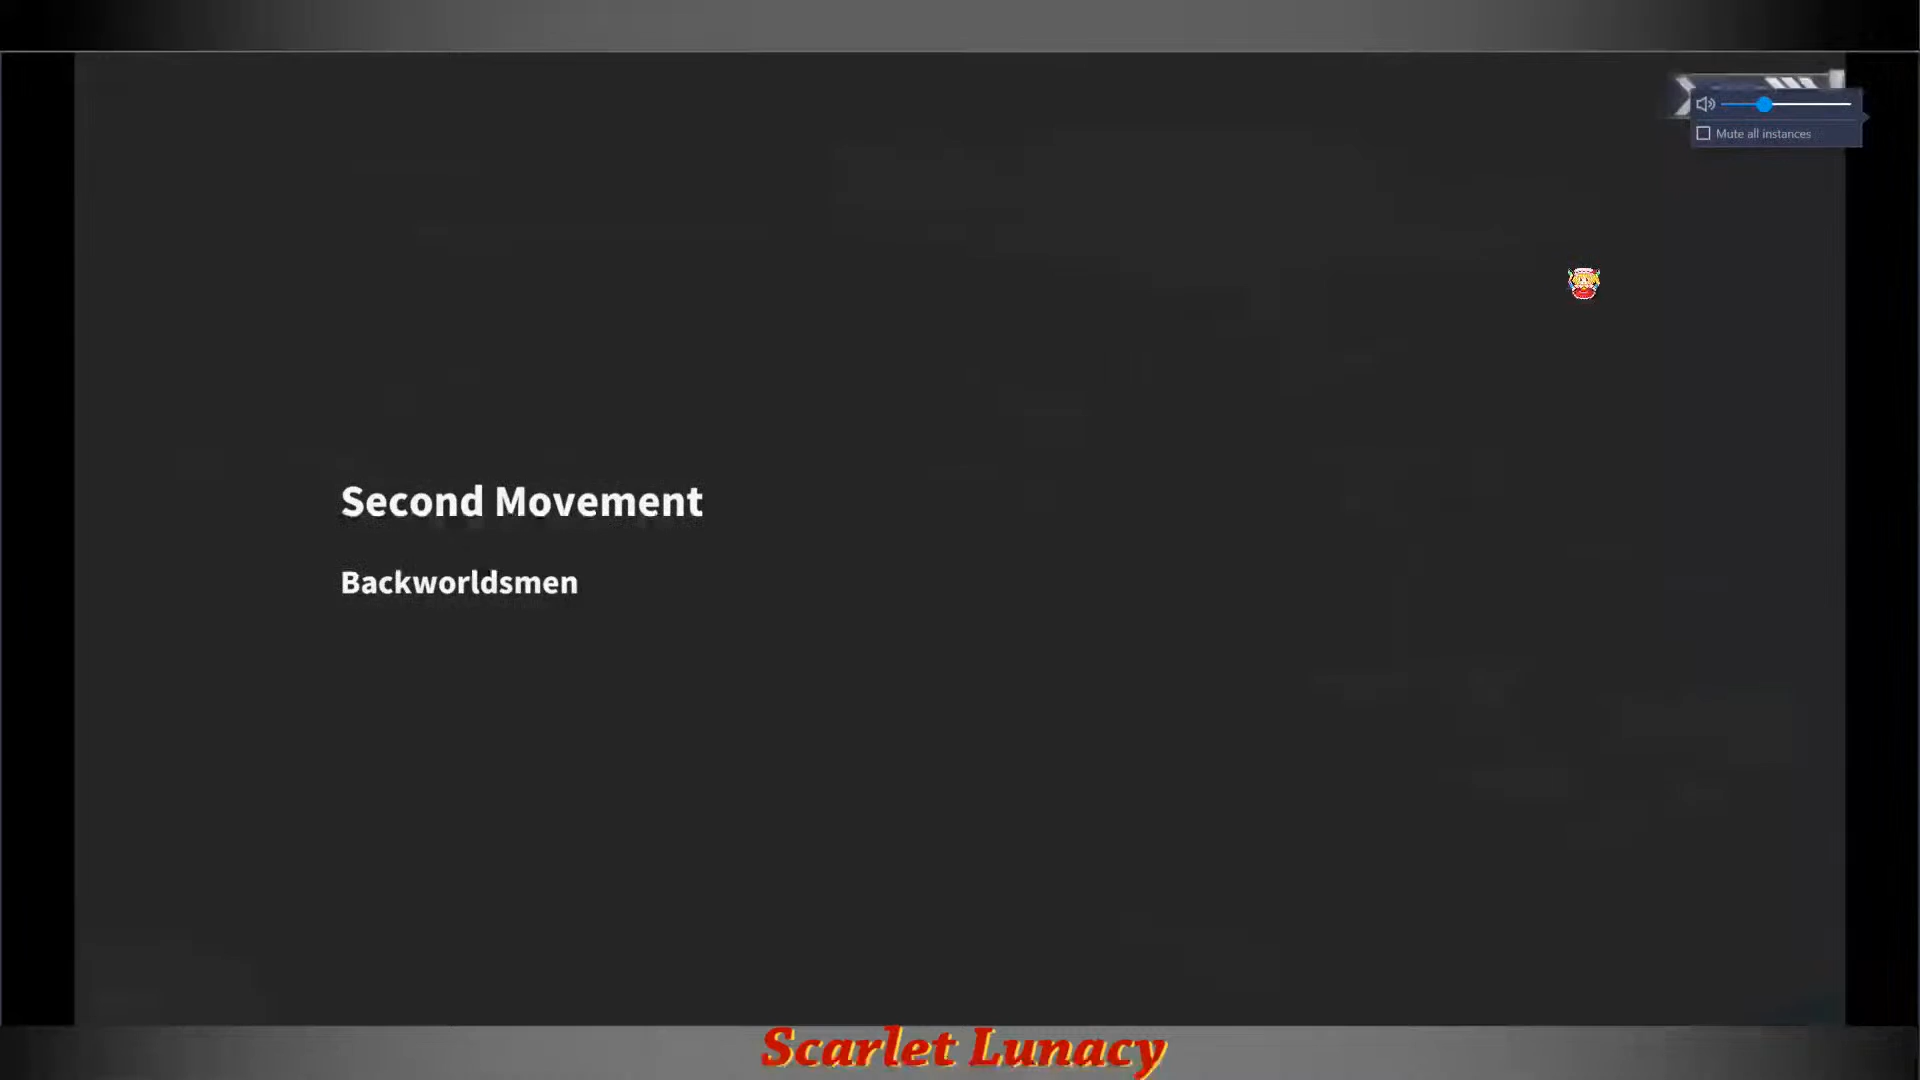 Mute all instances
Second Movement
Backworldsmen
Scarlet Lunacy